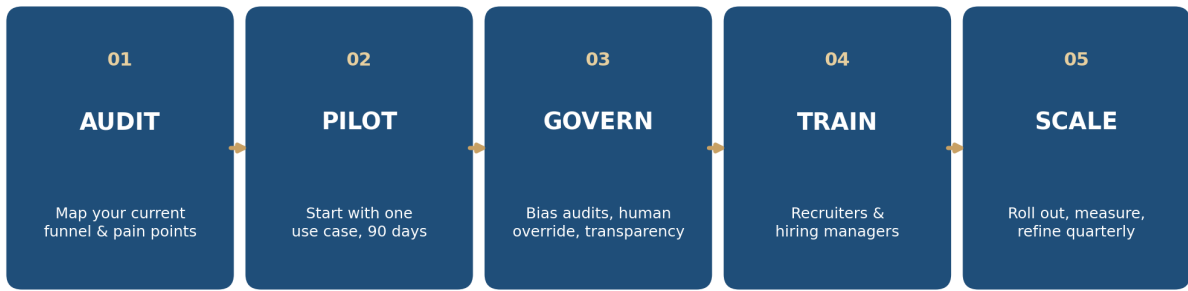 01
AUDIT
Map your current
funnel & pain points
02
PILOT
Start with one
use case, 90 days
03
GOVERN
Bias audits, human
override, transparency
04
TRAIN
Recruiters &
hiring managers
05
SCALE
Roll out, measure,
refine quarterly